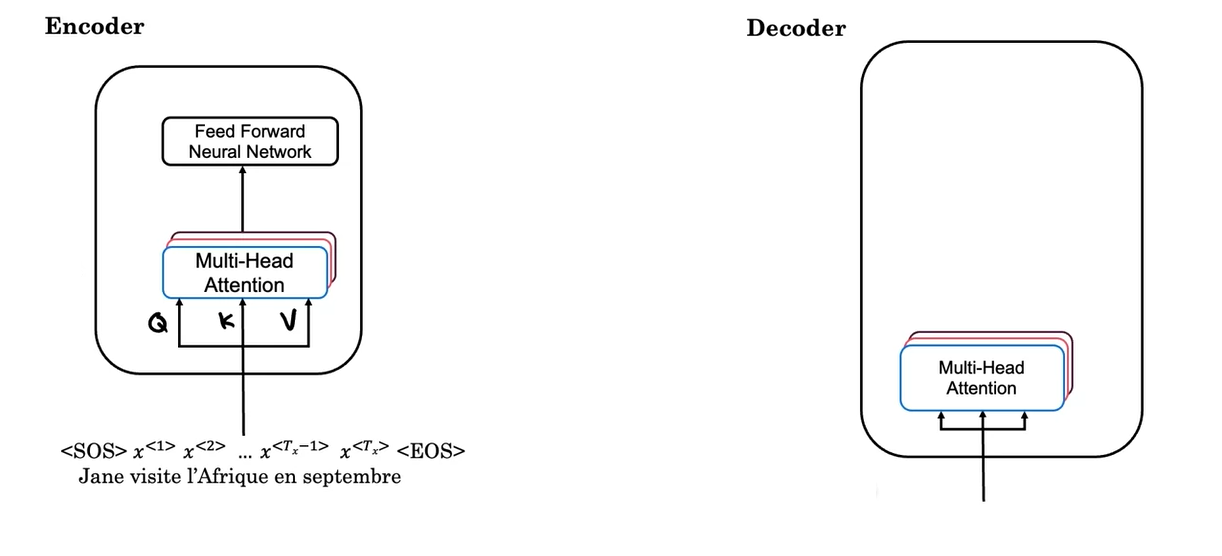 Encoder
Feed Forward
Neural Network
Multi-Head
Attention
Q K V
<SOS> x<1> x<2> ... x<Tx−1> x<Tx> <EOS>
Jane visite l’Afrique en septembre
Decoder
Multi-Head
Attention